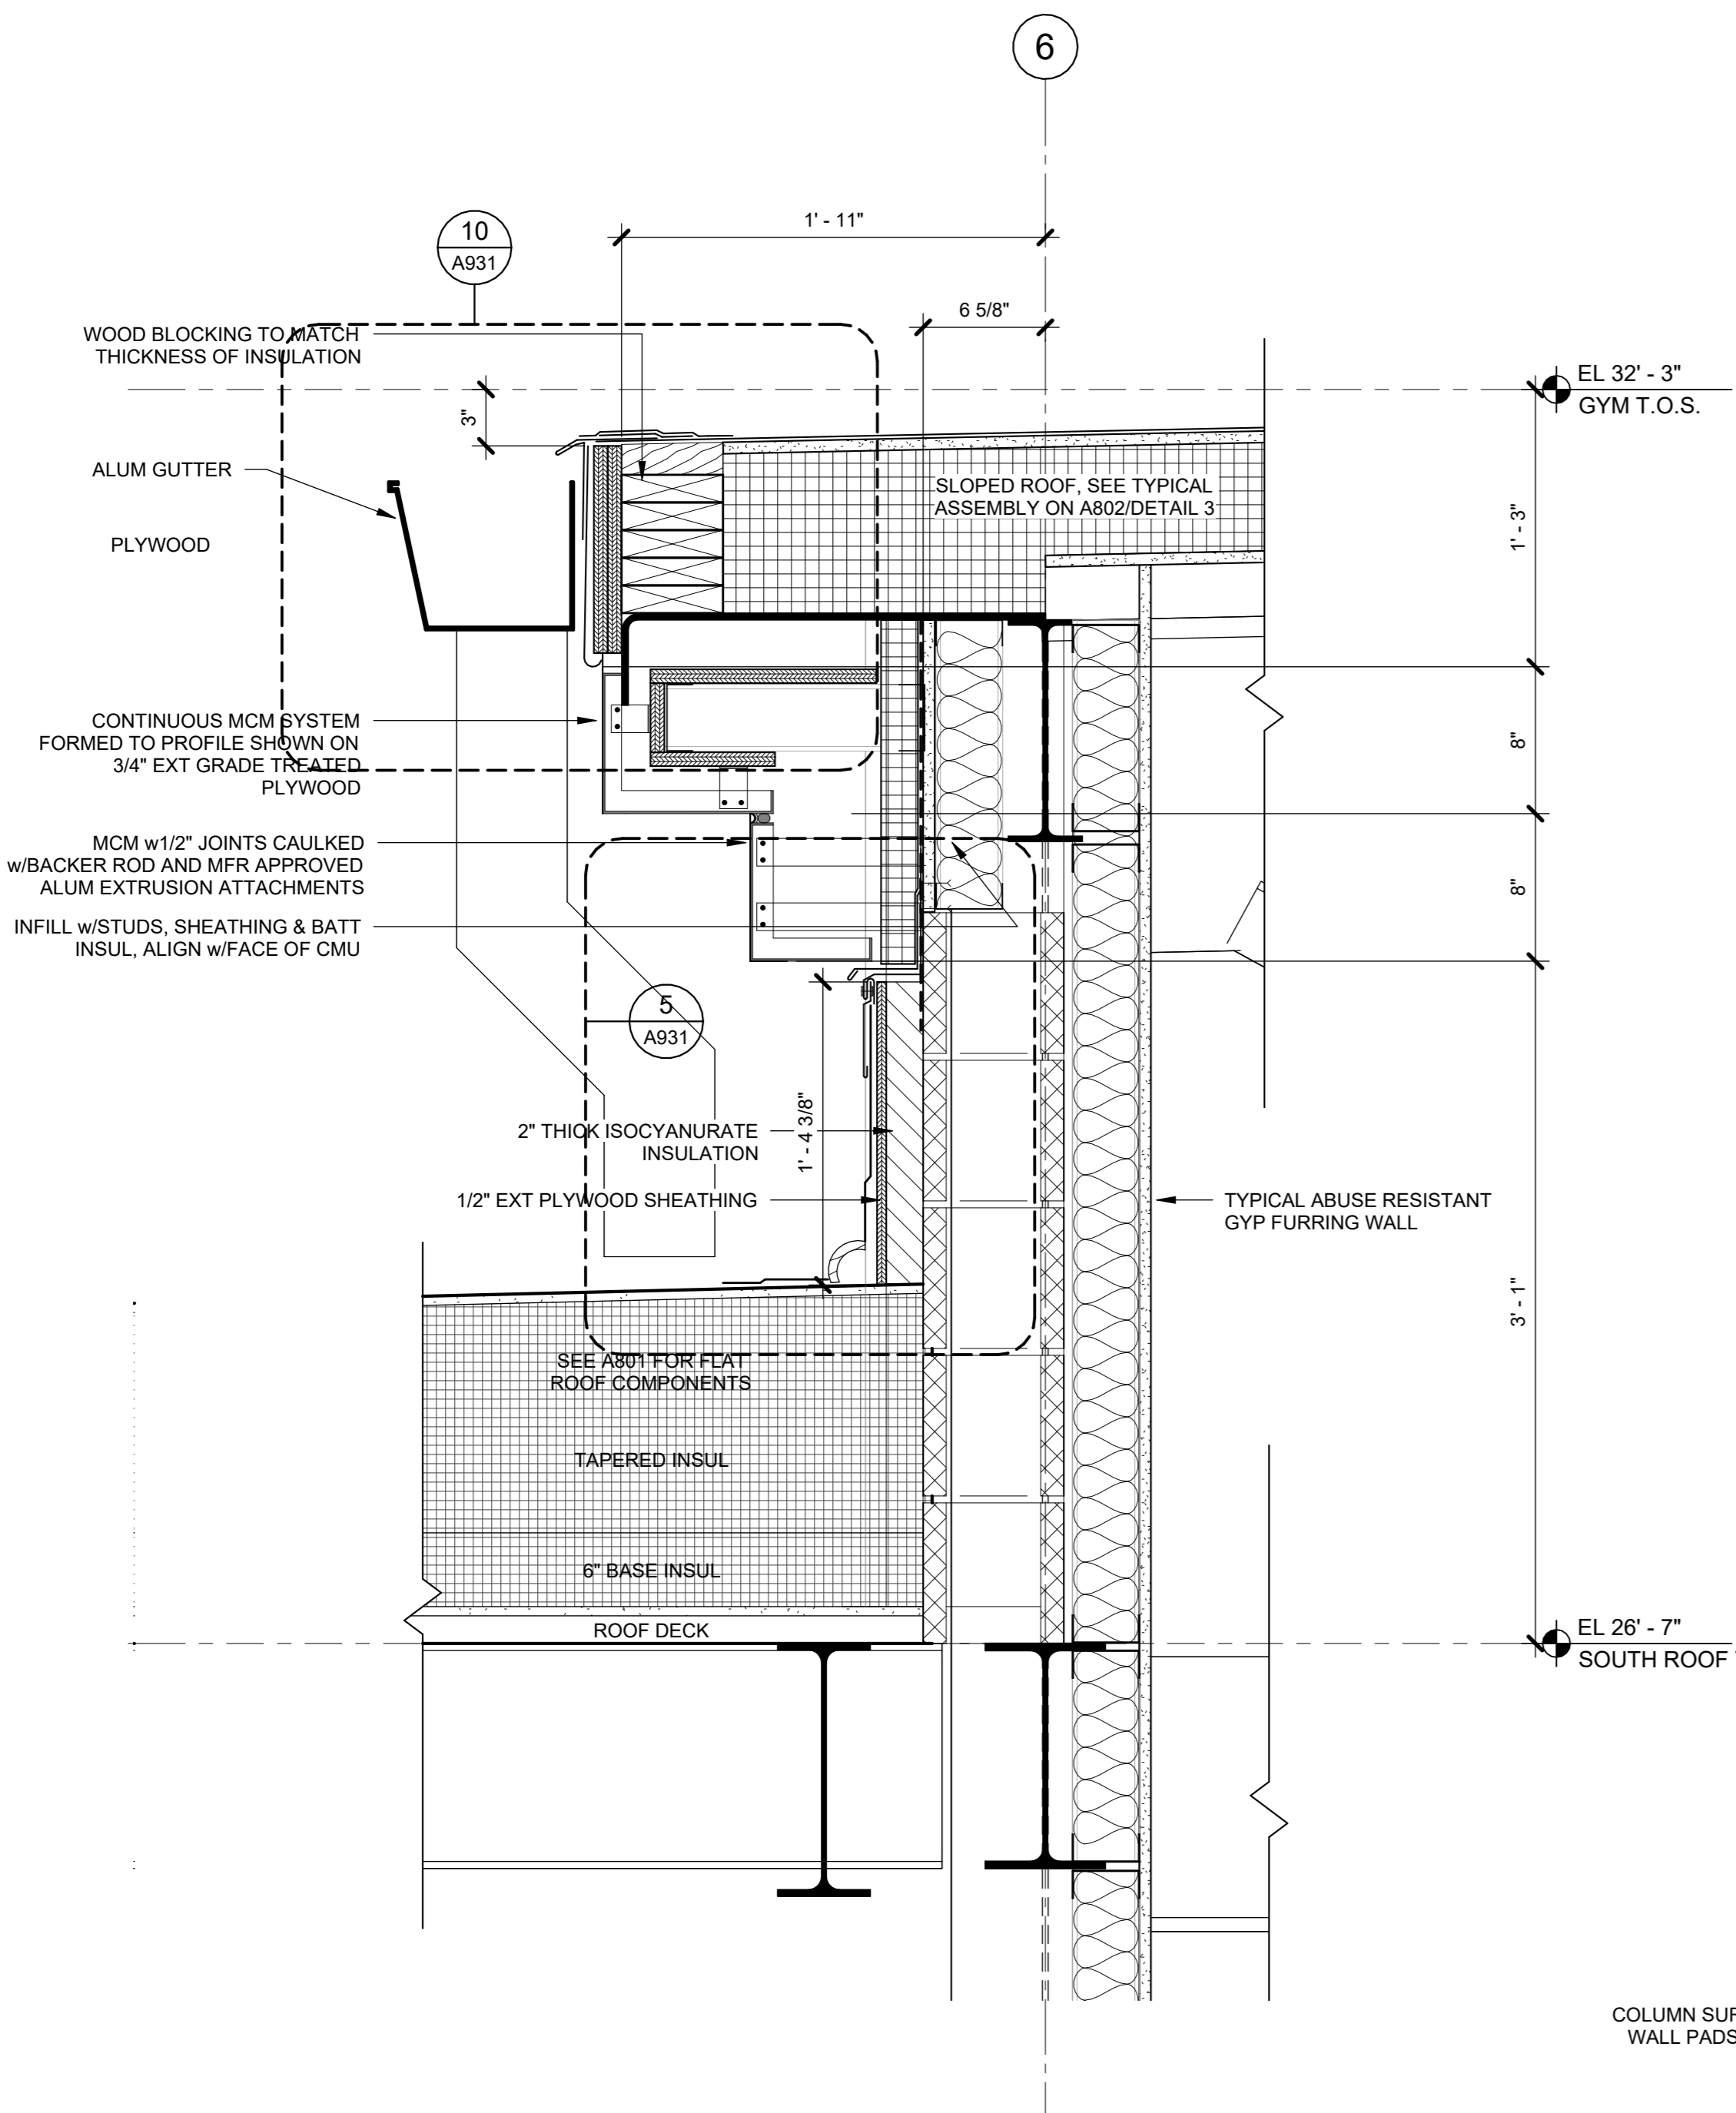 6
1' - 11"
10
A931
6 5/8"
WOOD BLOCKING TO MATCH
THICKNESS OF INSULATION
EL 32' - 3"
GYM T.O.S.
3"
ALUM GUTTER
SLOPED ROOF, SEE TYPICAL
ASSEMBLY ON A802/DETAIL 3
1' - 3"
PLYWOOD
CONTINUOUS MCM SYSTEM
FORMED TO PROFILE SHOWN ON
3/4" EXT GRADE TREATED
PLYWOOD
8"
MCM w1/2" JOINTS CAULKED
w/BACKER ROD AND MFR APPROVED
ALUM EXTRUSION ATTACHMENTS
8"
INFILL w/STUDS, SHEATHING & BATT
INSUL, ALIGN w/FACE OF CMU
5
A931
1' - 4 3/8"
2" THICK ISOCYANURATE
INSULATION
1/2" EXT PLYWOOD SHEATHING
TYPICAL ABUSE RESISTANT
GYP FURRING WALL
3' - 1"
SEE A801 FOR FLAT
ROOF COMPONENTS
TAPERED INSUL
6" BASE INSUL
ROOF DECK
EL 26' - 7"
SOUTH ROOF
COLUMN
WALL PADS